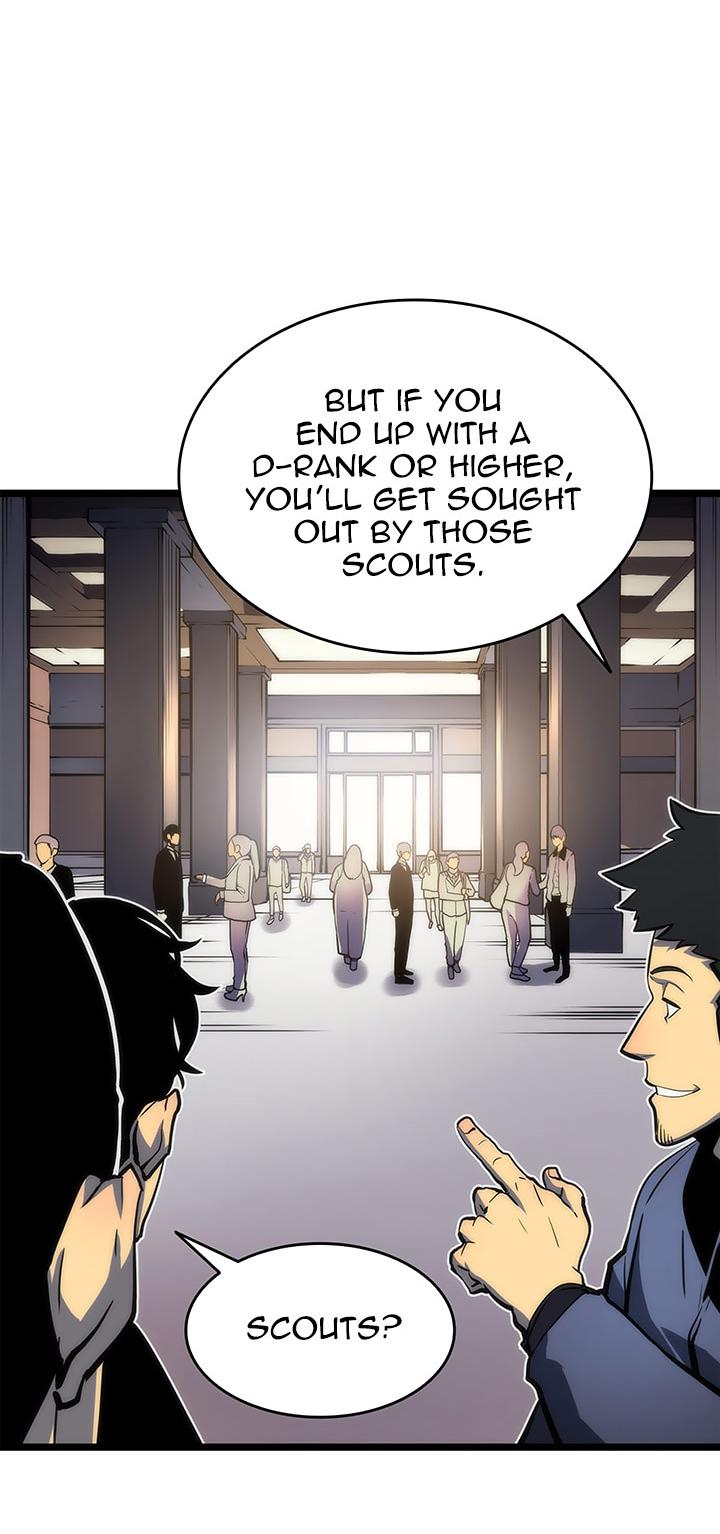 BUT IF YOU
END UP WITH A
D-RANK OR HIGHER,
YOU'LL GET SOUGHT
OUT BY THOSE
SCOUTS.
SCOUTS?